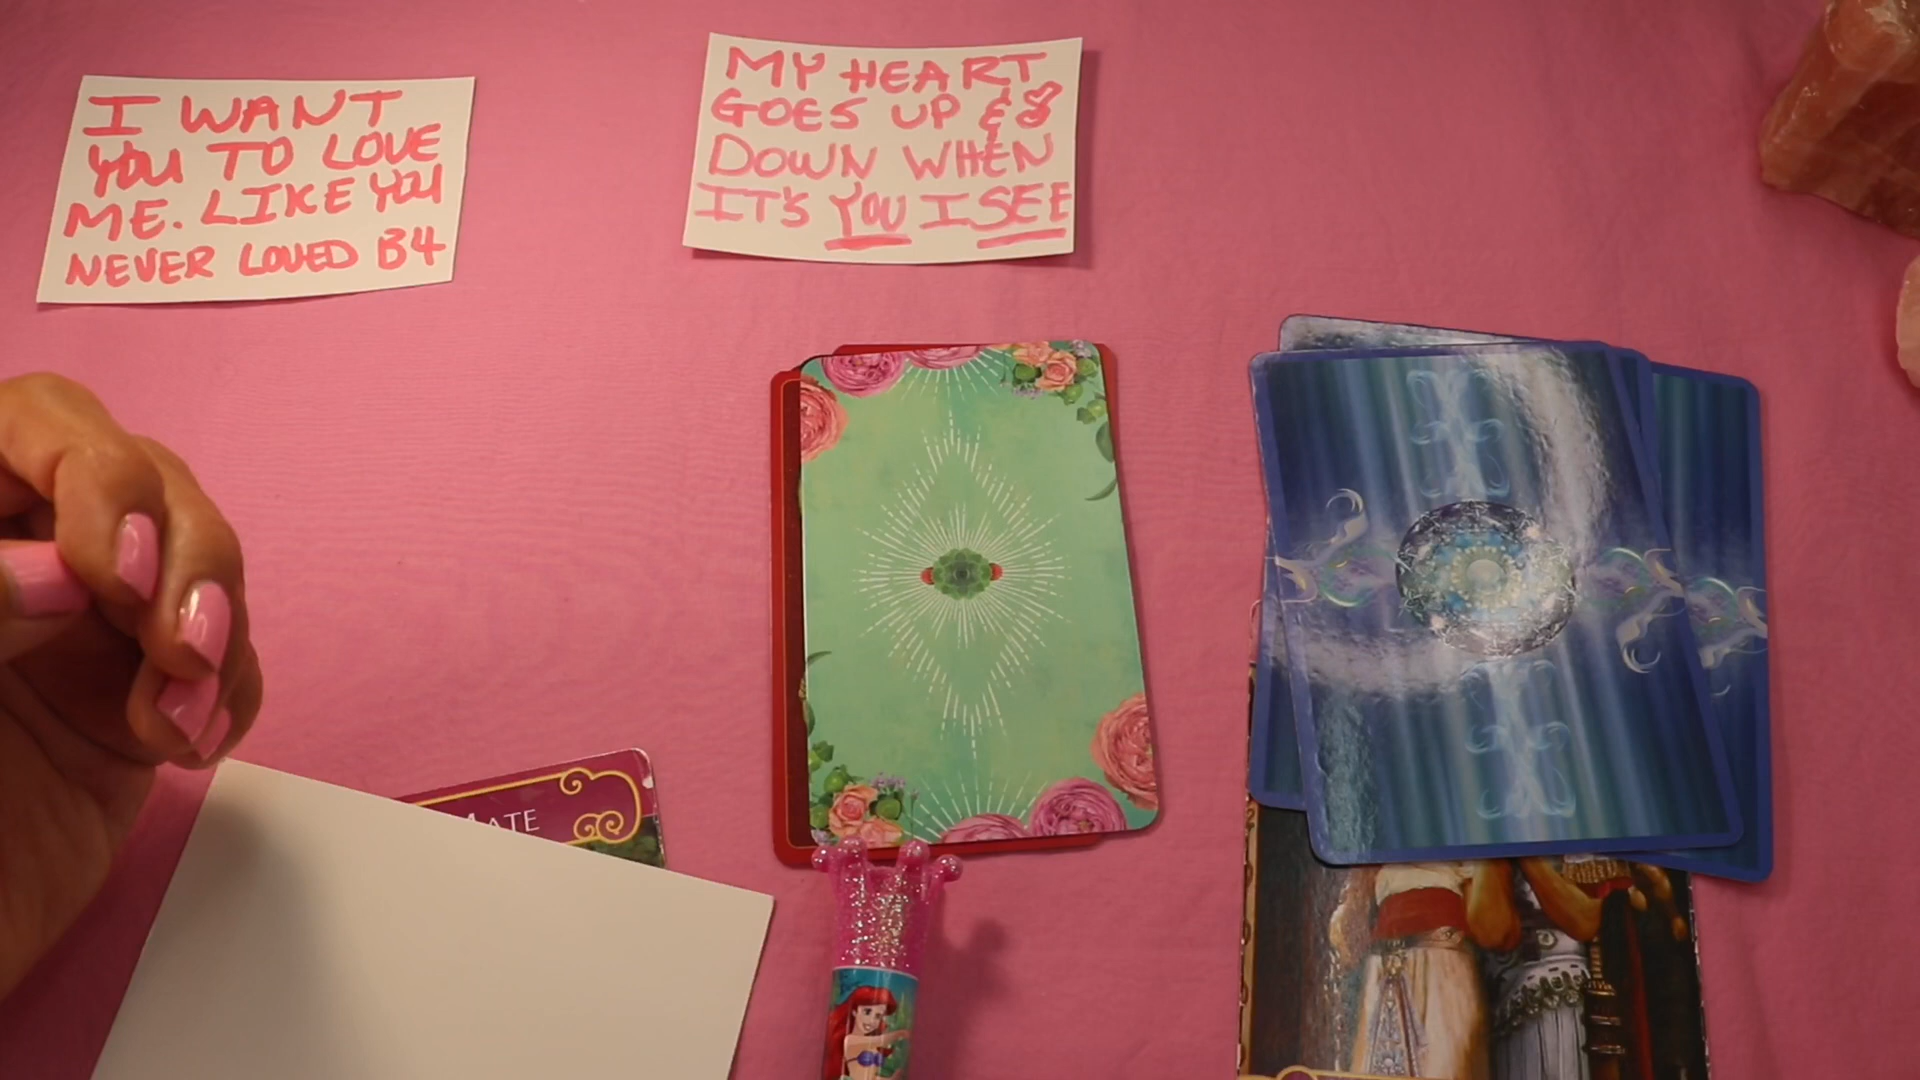 I WANT
YOU TO LOVE
ME. LIKE YOU
NEVER LOVED B4
MY HEART
GOES UP &
DOWN WHEN
IT'S YOU I SEE
MATE